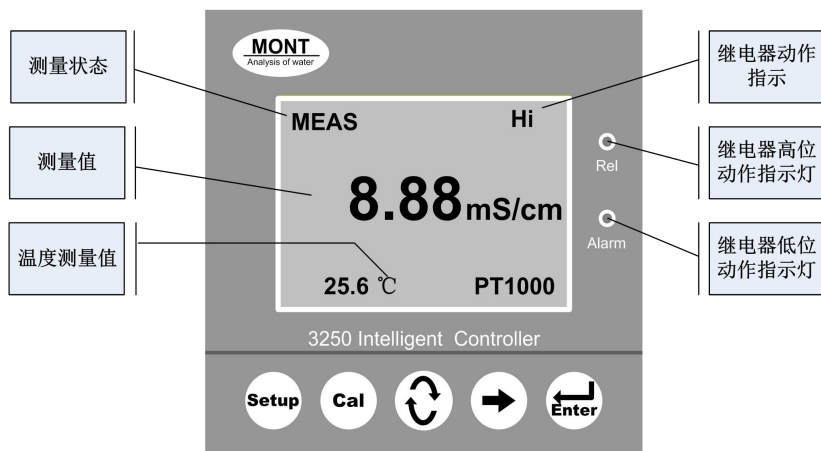 测量状态
测量值
温度测量值
MONT
Analysis of water
MEAS
Hi
8.88mS/cm
25.6 ℃
PT1000
Rel
Alarm
3250 Intelligent Controller
Setup
Cal
Enter
继电器动作
指示
继电器高位
动作指示灯
继电器低位
动作指示灯